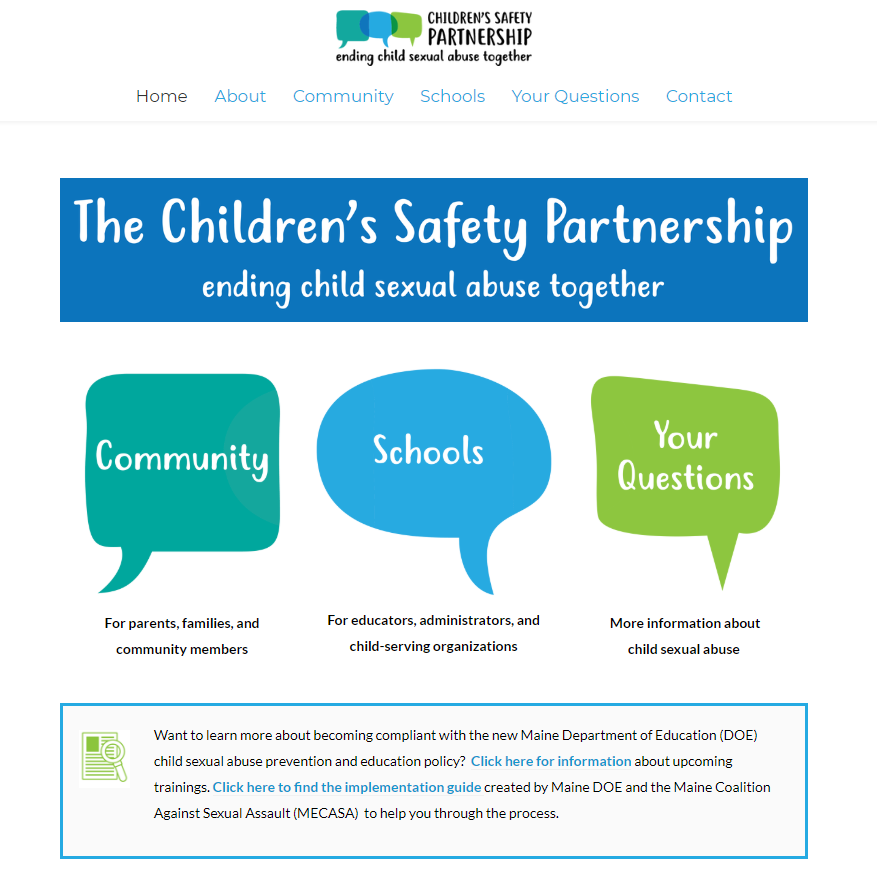 CHILDREN'S SAFETY
PARTNERSHIP
ending child sexual abuse together
Home About Community Schools Your Questions Contact
The Children's Safety Partnership
ending child sexual abuse together
Community
Schools
Your
Questions
For parents, families, and
community members
For educators, administrators, and
child-serving organizations
More information about
child sexual abuse
Want to learn more about becoming compliant with the new Maine Department of Education (DOE)
child sexual abuse prevention and education policy? Click here for information about upcoming
trainings. Click here to find the implementation guide created by Maine DOE and the Maine Coalition
Against Sexual Assault (MECASA) to help you through the process.